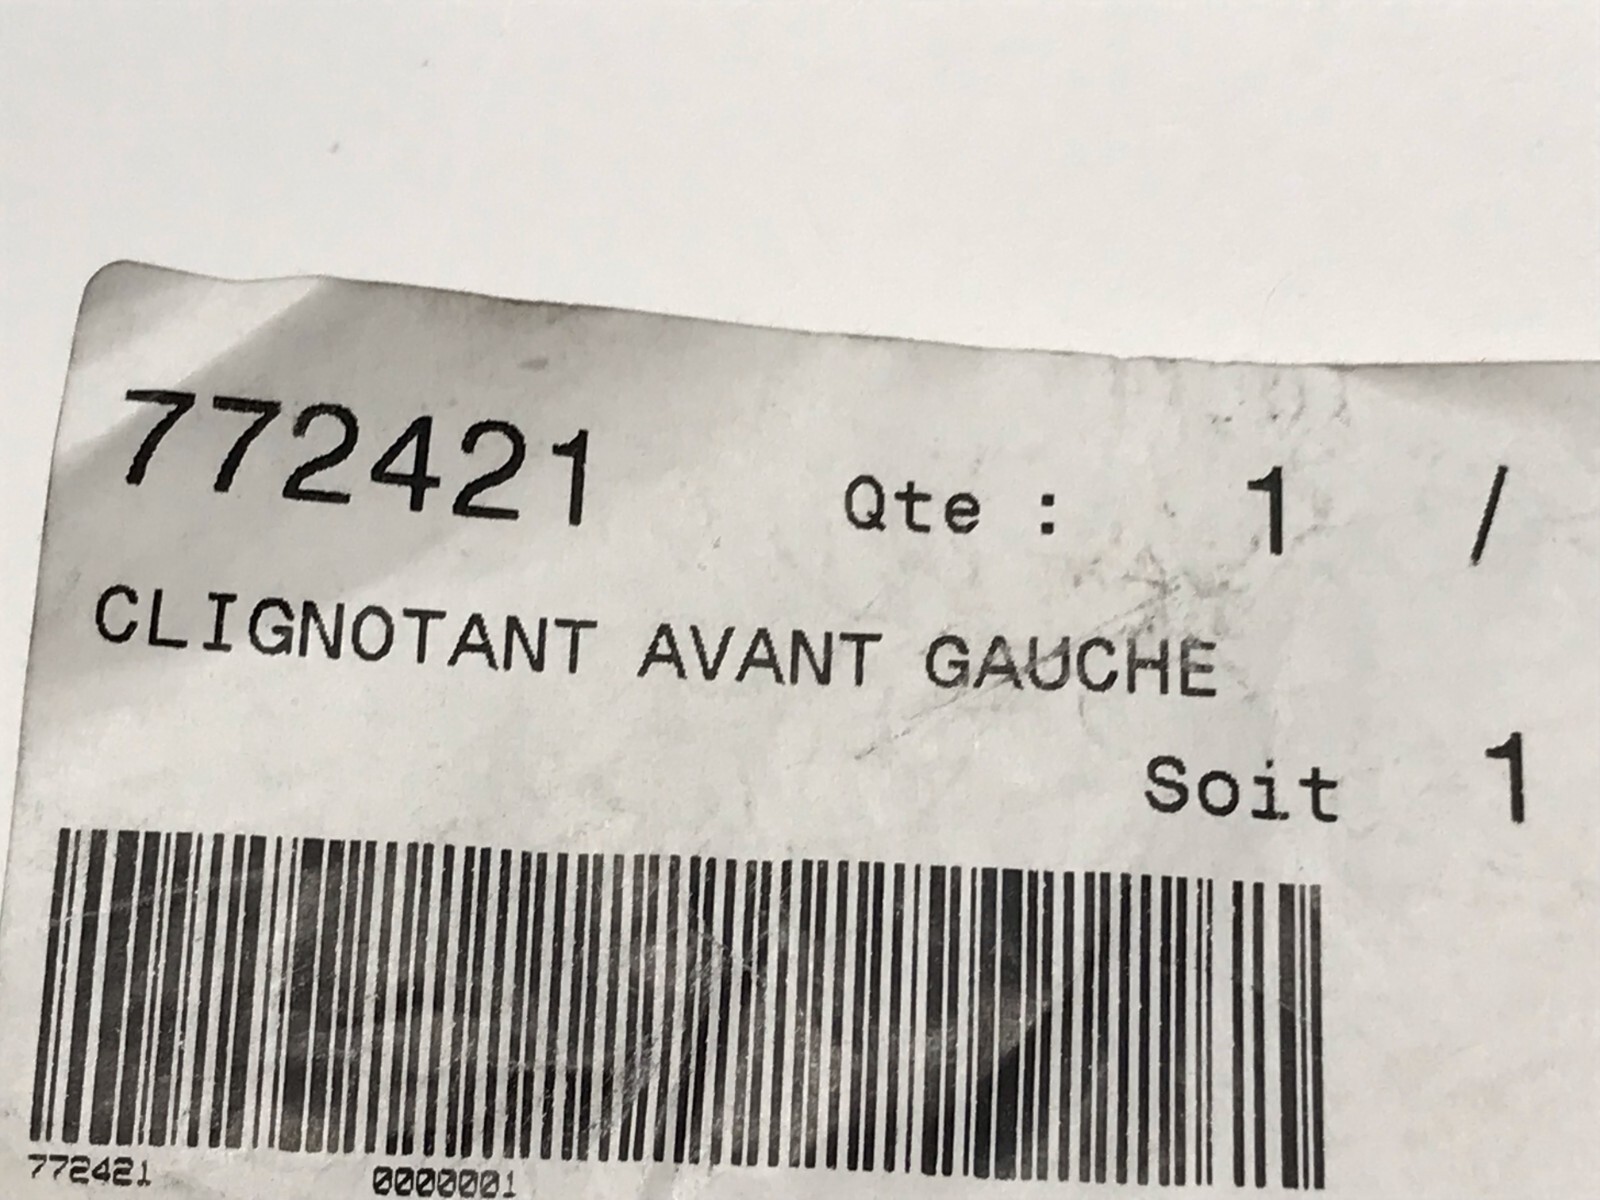 772421 Qte : 1 /
CLIGNOTANT AVANT GAUCHE
Soit 1
772421 0000001